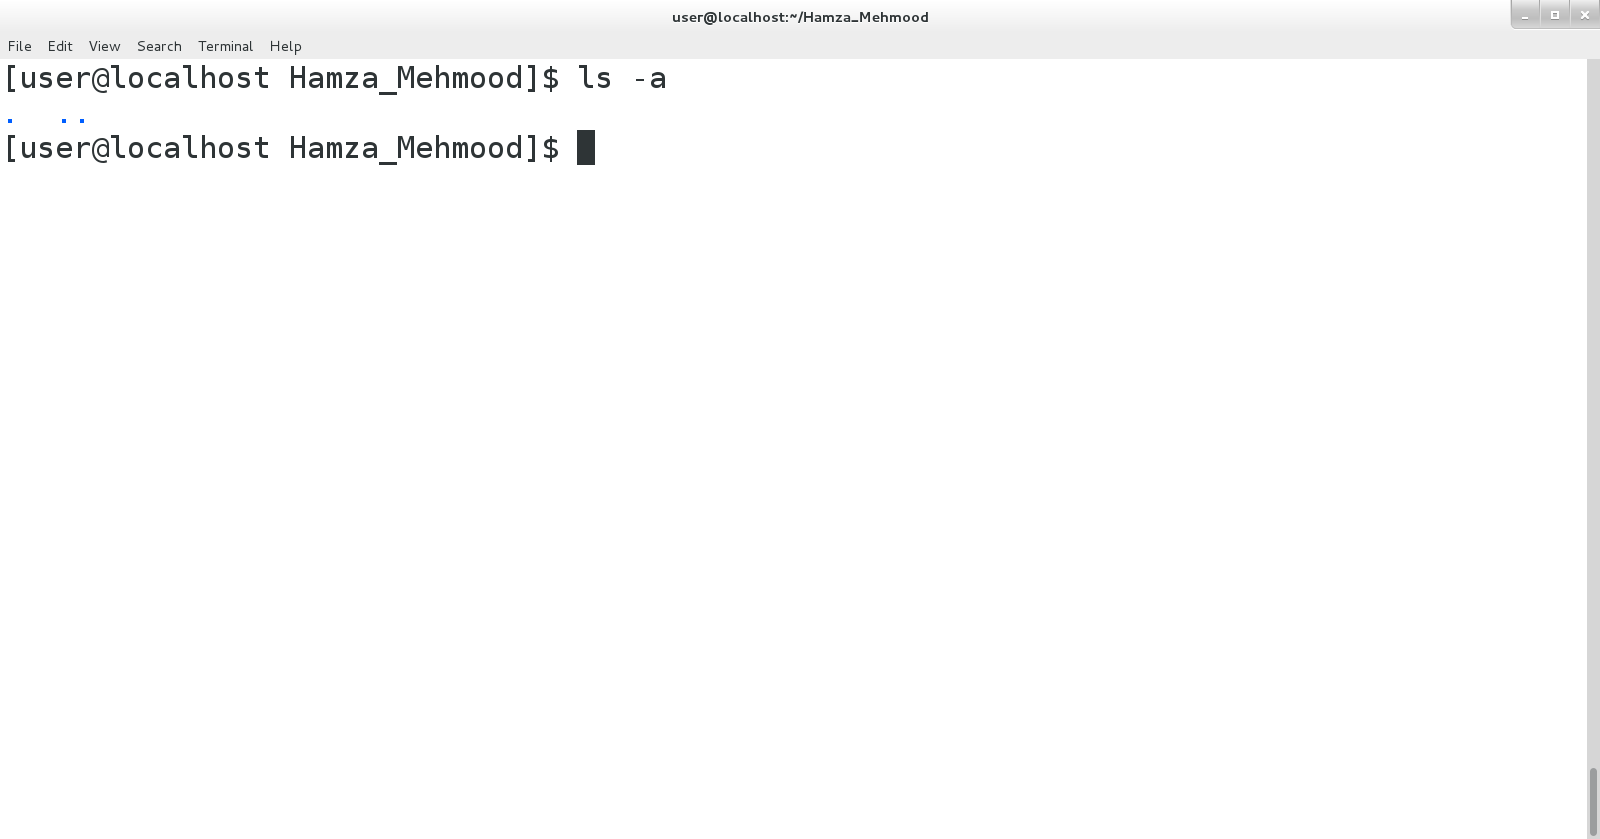 user@localhost:~/Hamza_Mehmood
File Edit View Search Terminal Help
[user@localhost Hamza_Mehmood]$ ls -a
.  ..
[user@localhost Hamza_Mehmood]$